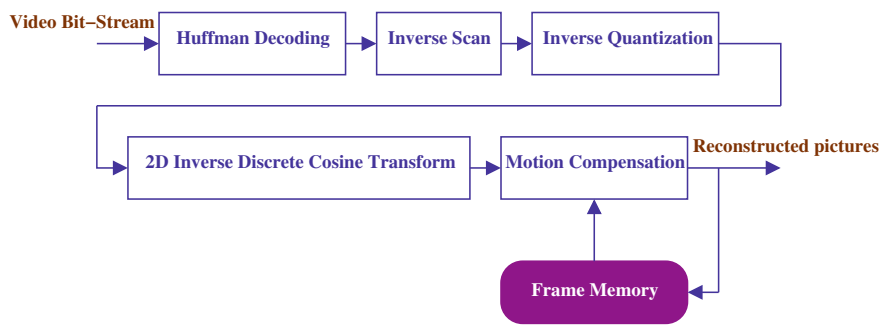 Video Bit−Stream
Huffman Decoding
Inverse Scan
Inverse Quantization
2D Inverse Discrete Cosine Transform
Motion Compensation
Reconstructed pictures
Frame Memory